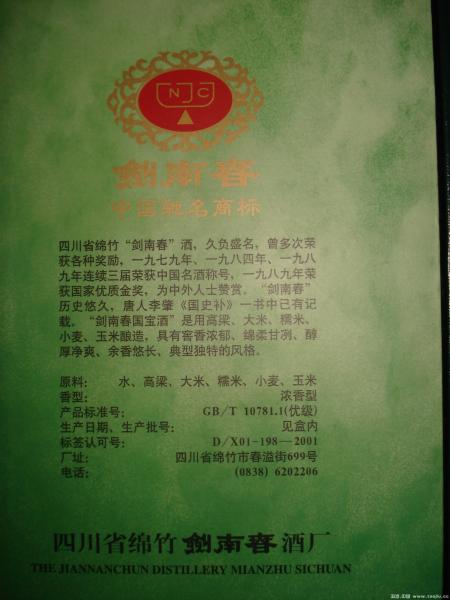 NJC
剑南春
中国驰名商标
四川省绵竹“剑南春”酒，久负盛名，曾多次荣
获各种奖励，一九七九年、一九八四年、一九八
九年连续三届荣获中国名酒称号，一九八九年荣
获国家优质金奖，为中外人士赞赏。“剑南春”
历史悠久，唐人李肇《国史补》一书中已有记
载。“剑南春国宝酒”是用高梁、大米、糯米、
小麦、玉米酿造，具有窖香浓郁、绵柔甘冽、醇
厚净爽、余香悠长、典型独特的风格。
原料： 水、高梁、大米、糯米、小麦、玉米
香型： 浓香型
产品标准号： GB/T 10781.1(优级)
生产日期、生产批号： 见盒内
标签认可号： D/X01-198—2001
厂址： 四川省绵竹市春溢街699号
电话： (0838) 6202206
四川省绵竹剑南春酒厂
THE JIANNANCHUN DISTILLERY MIANZHU SICHUAN